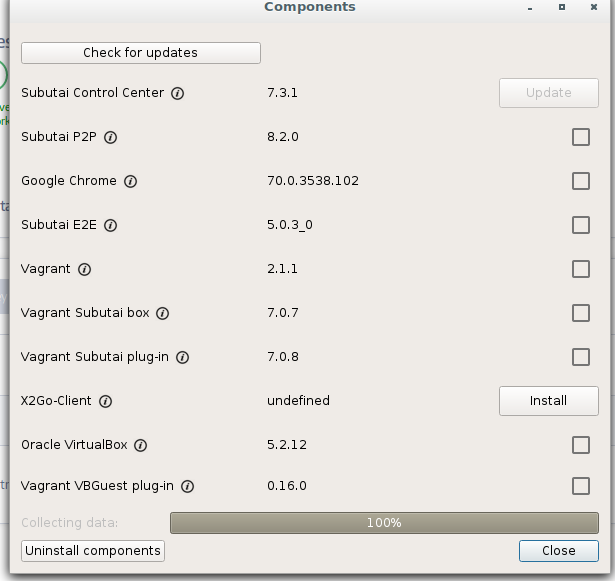 Components
Check for updates
Subutai Control Center 7.3.1 Update
Subutai P2P 8.2.0
Google Chrome 70.0.3538.102
Subutai E2E 5.0.3_0
Vagrant 2.1.1
Vagrant Subutai box 7.0.7
Vagrant Subutai plug-in 7.0.8
X2Go-Client undefined Install
Oracle VirtualBox 5.2.12
Vagrant VBGuest plug-in 0.16.0
Collecting data: 100%
Uninstall components Close